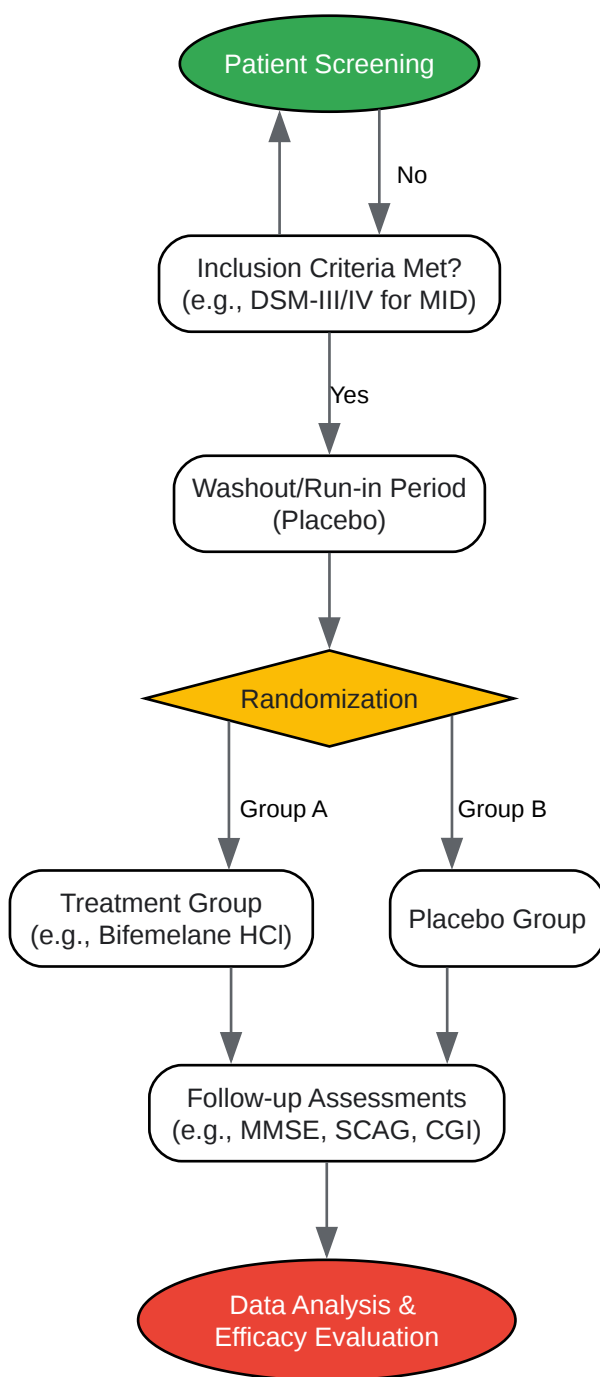 Patient Screening
No
Inclusion Criteria Met?
(e.g., DSM-III/IV for MID)
Yes
Washout/Run-in Period
(Placebo)
Randomization
Group A
Group B
Treatment Group
(e.g., Bifemelane HCl)
Placebo Group
Follow-up Assessments
(e.g., MMSE, SCAG, CGI)
Data Analysis &
Efficacy Evaluation